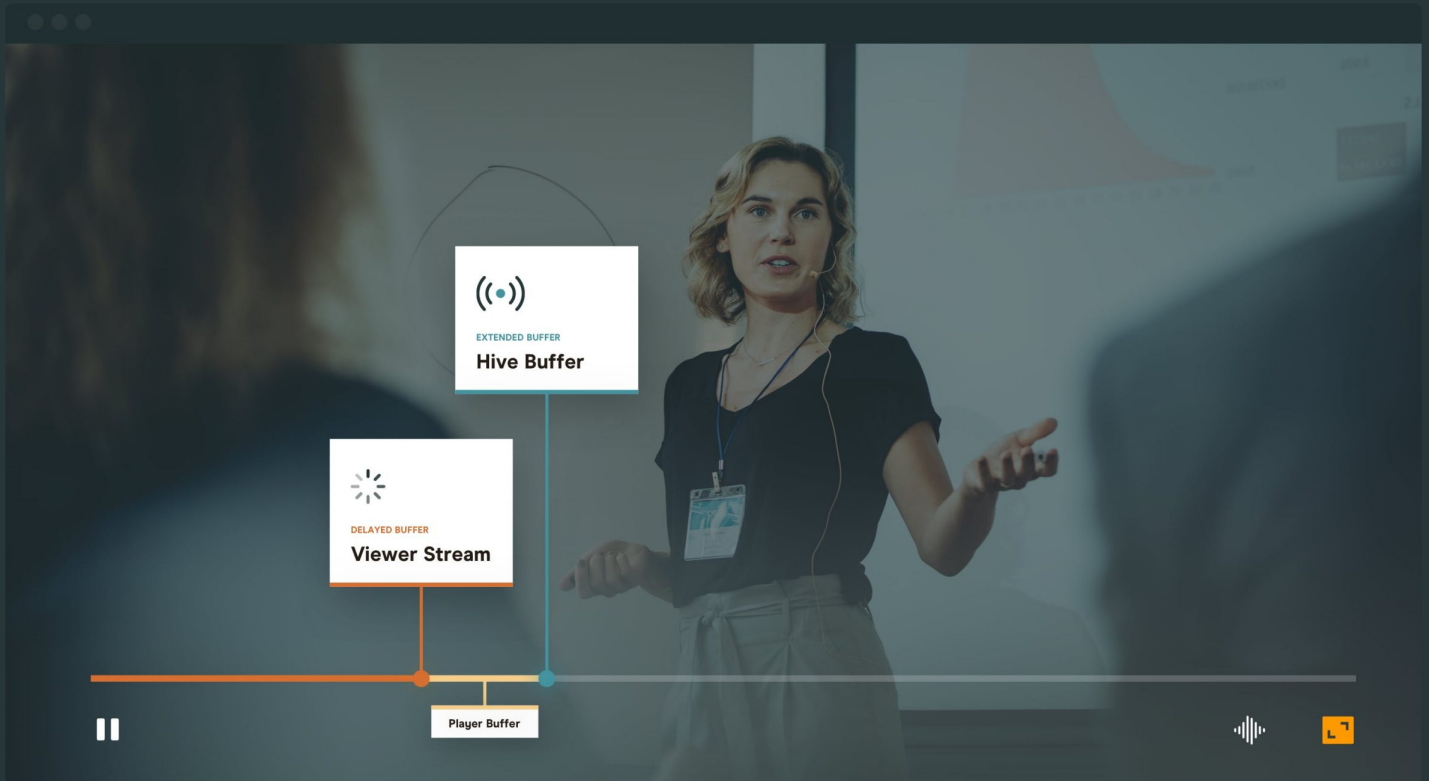 EXTENDED BUFFER
Hive Buffer
DELAYED BUFFER
Viewer Stream
Player Buffer